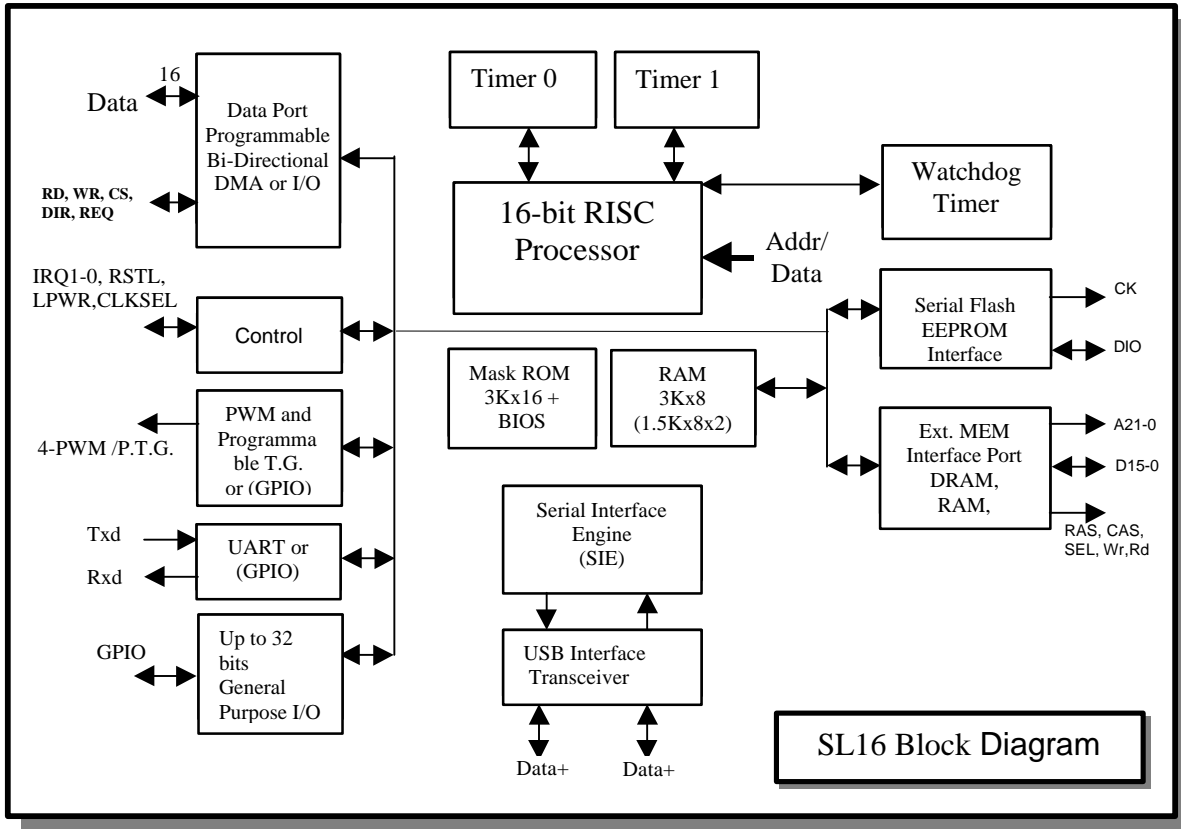 Data
16
Data Port
Programmable
Bi-Directional
DMA or I/O
RD, WR, CS,
DIR, REQ
Timer 0
Timer 1
16-bit RISC
Processor
Watchdog
Timer
Addr/
Data
IRQ1-0, RSTL,
LPWR,CLKSEL
Control
Serial Flash
EEPROM
Interface
CK
DIO
Mask ROM
3Kx16 +
BIOS
RAM
3Kx8
(1.5Kx8x2)
4-PWM /P.T.G.
PWM and
Programma
ble T.G.
or (GPIO)
Ext. MEM
Interface Port
DRAM,
RAM,
A21-0
D15-0
RAS, CAS,
SEL, Wr,Rd
Txd
Rxd
UART or
(GPIO)
Serial Interface
Engine
(SIE)
GPIO
Up to 32
bits
General
Purpose I/O
USB Interface
Transceiver
Data+
Data+
SL16 Block Diagram